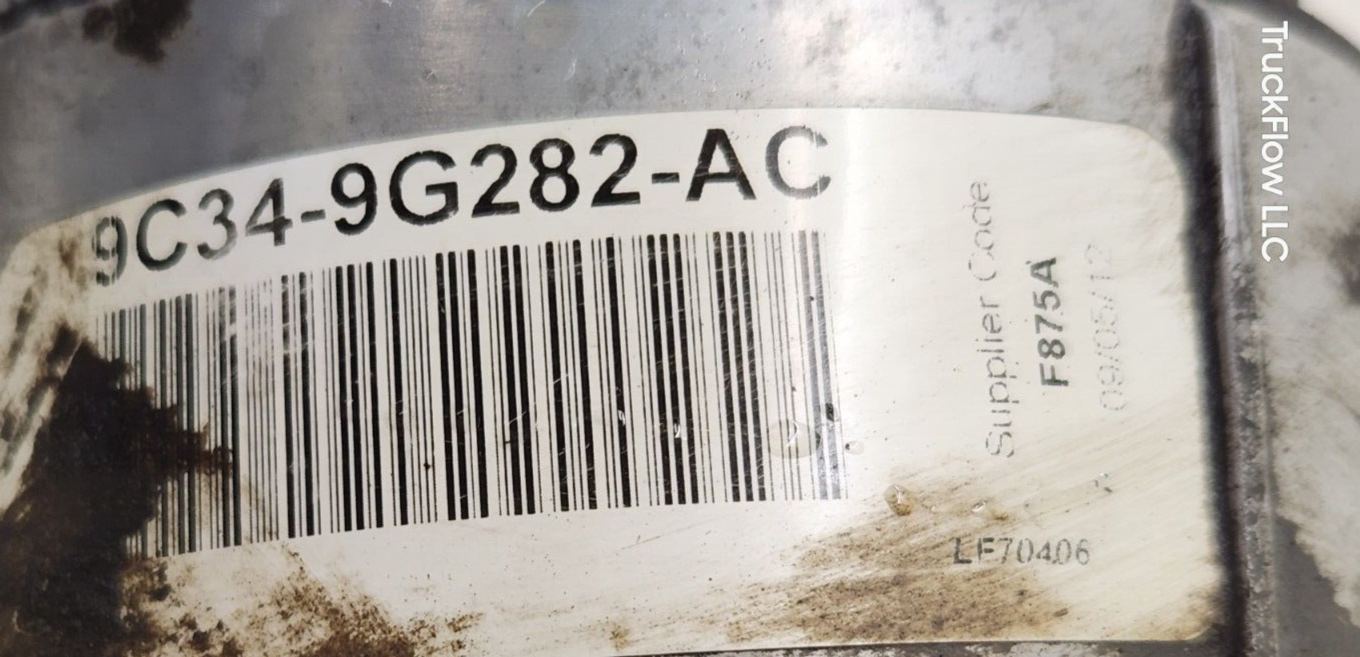 9C34-9G282-AC
Supplier Code
F875A
09/05/12
LF70406
TruckFlow LLC